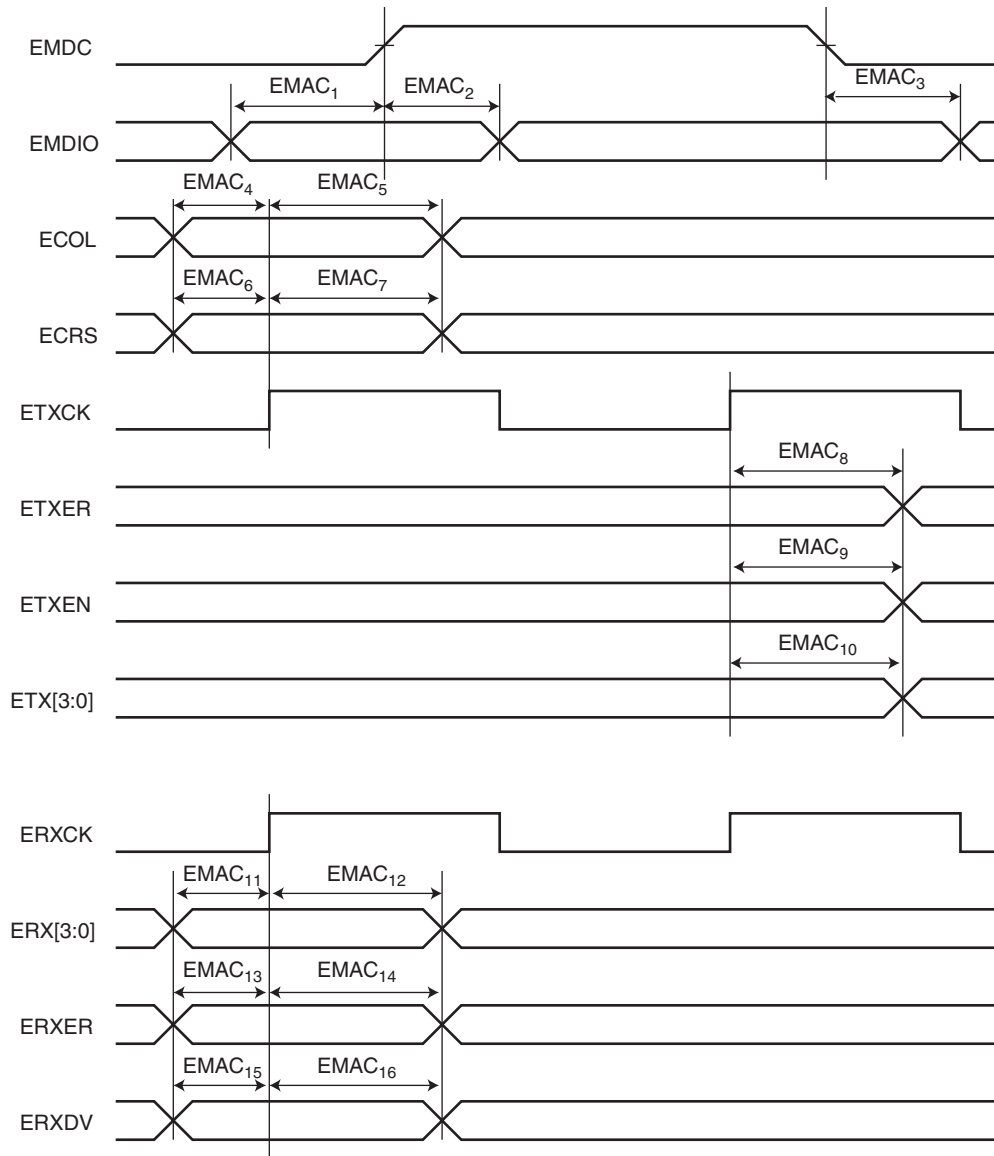 EMDC
EMAC1 EMAC2 EMAC3
EMDIO
EMAC4 EMAC5
ECOL
EMAC6 EMAC7
ECRS
ETXCK
EMAC8
ETXER
EMAC9
ETXEN
EMAC10
ETX[3:0]
ERXCK
EMAC11 EMAC12
ERX[3:0]
EMAC13 EMAC14
ERXER
EMAC15 EMAC16
ERXDV